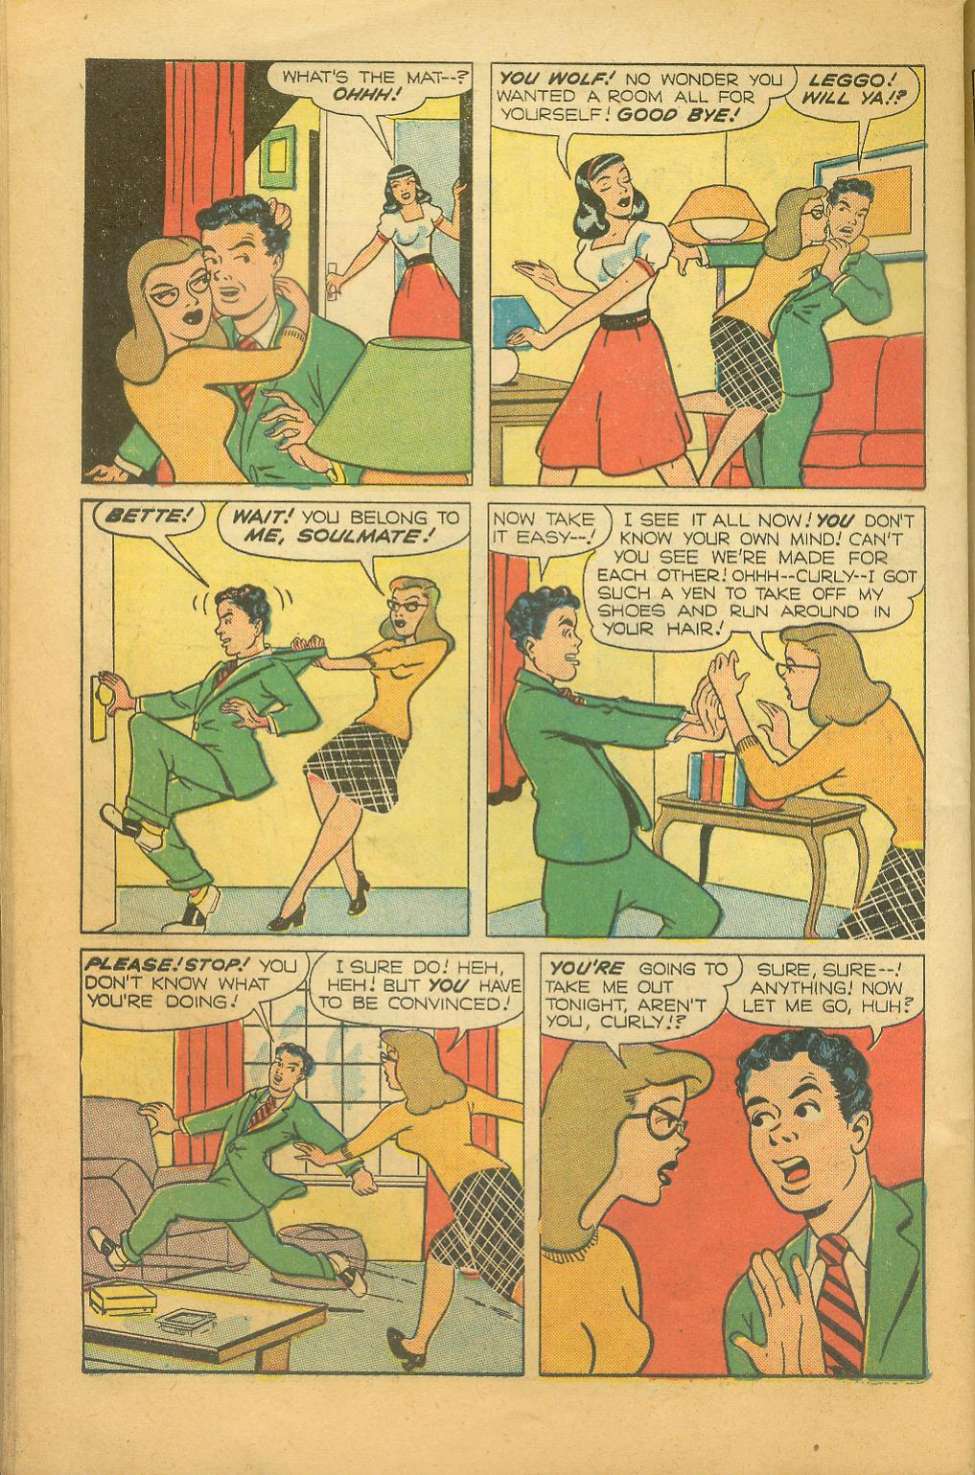 WHAT'S THE MAT--?
OHHH!
YOU WOLF! NO WONDER YOU
WANTED A ROOM ALL FOR
YOURSELF! GOOD BYE!
LEGGO!
WILL YA!?
BETTE!
WAIT! YOU BELONG TO
ME, SOULMATE!
NOW TAKE
IT EASY--!
I SEE IT ALL NOW! YOU DON'T
KNOW YOUR OWN MIND! CAN'T
YOU SEE WE'RE MADE FOR
EACH OTHER! OHHH--CURLY--I GOT
SUCH A YEN TO TAKE OFF MY
SHOES AND RUN AROUND IN
YOUR HAIR!
PLEASE! STOP! YOU
DON'T KNOW WHAT
YOU'RE DOING!
I SURE DO! HEH,
HEH! BUT YOU HAVE
TO BE CONVINCED!
YOU'RE GOING TO
TAKE ME OUT
TONIGHT, AREN'T
YOU, CURLY!?
SURE, SURE--!
ANYTHING! NOW
LET ME GO, HUH?